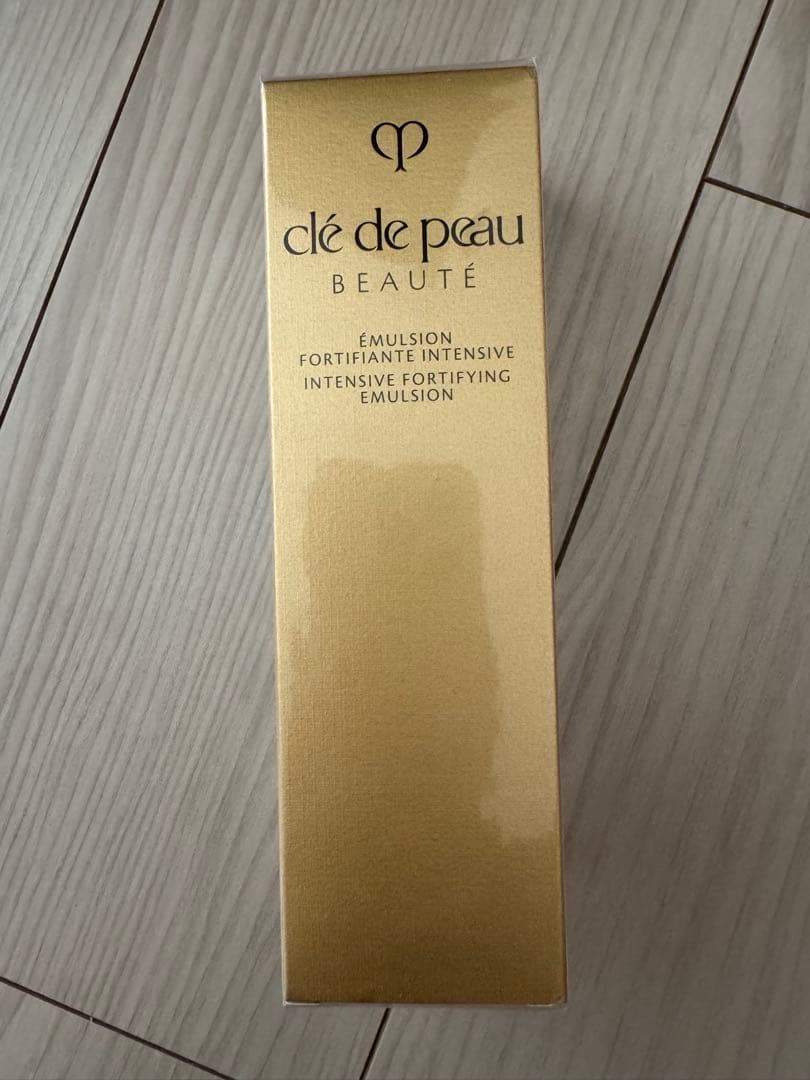 clé de peau
BEAUTÉ
ÉMULSION
FORTIFIANTE INTENSIVE
INTENSIVE FORTIFYING
EMULSION